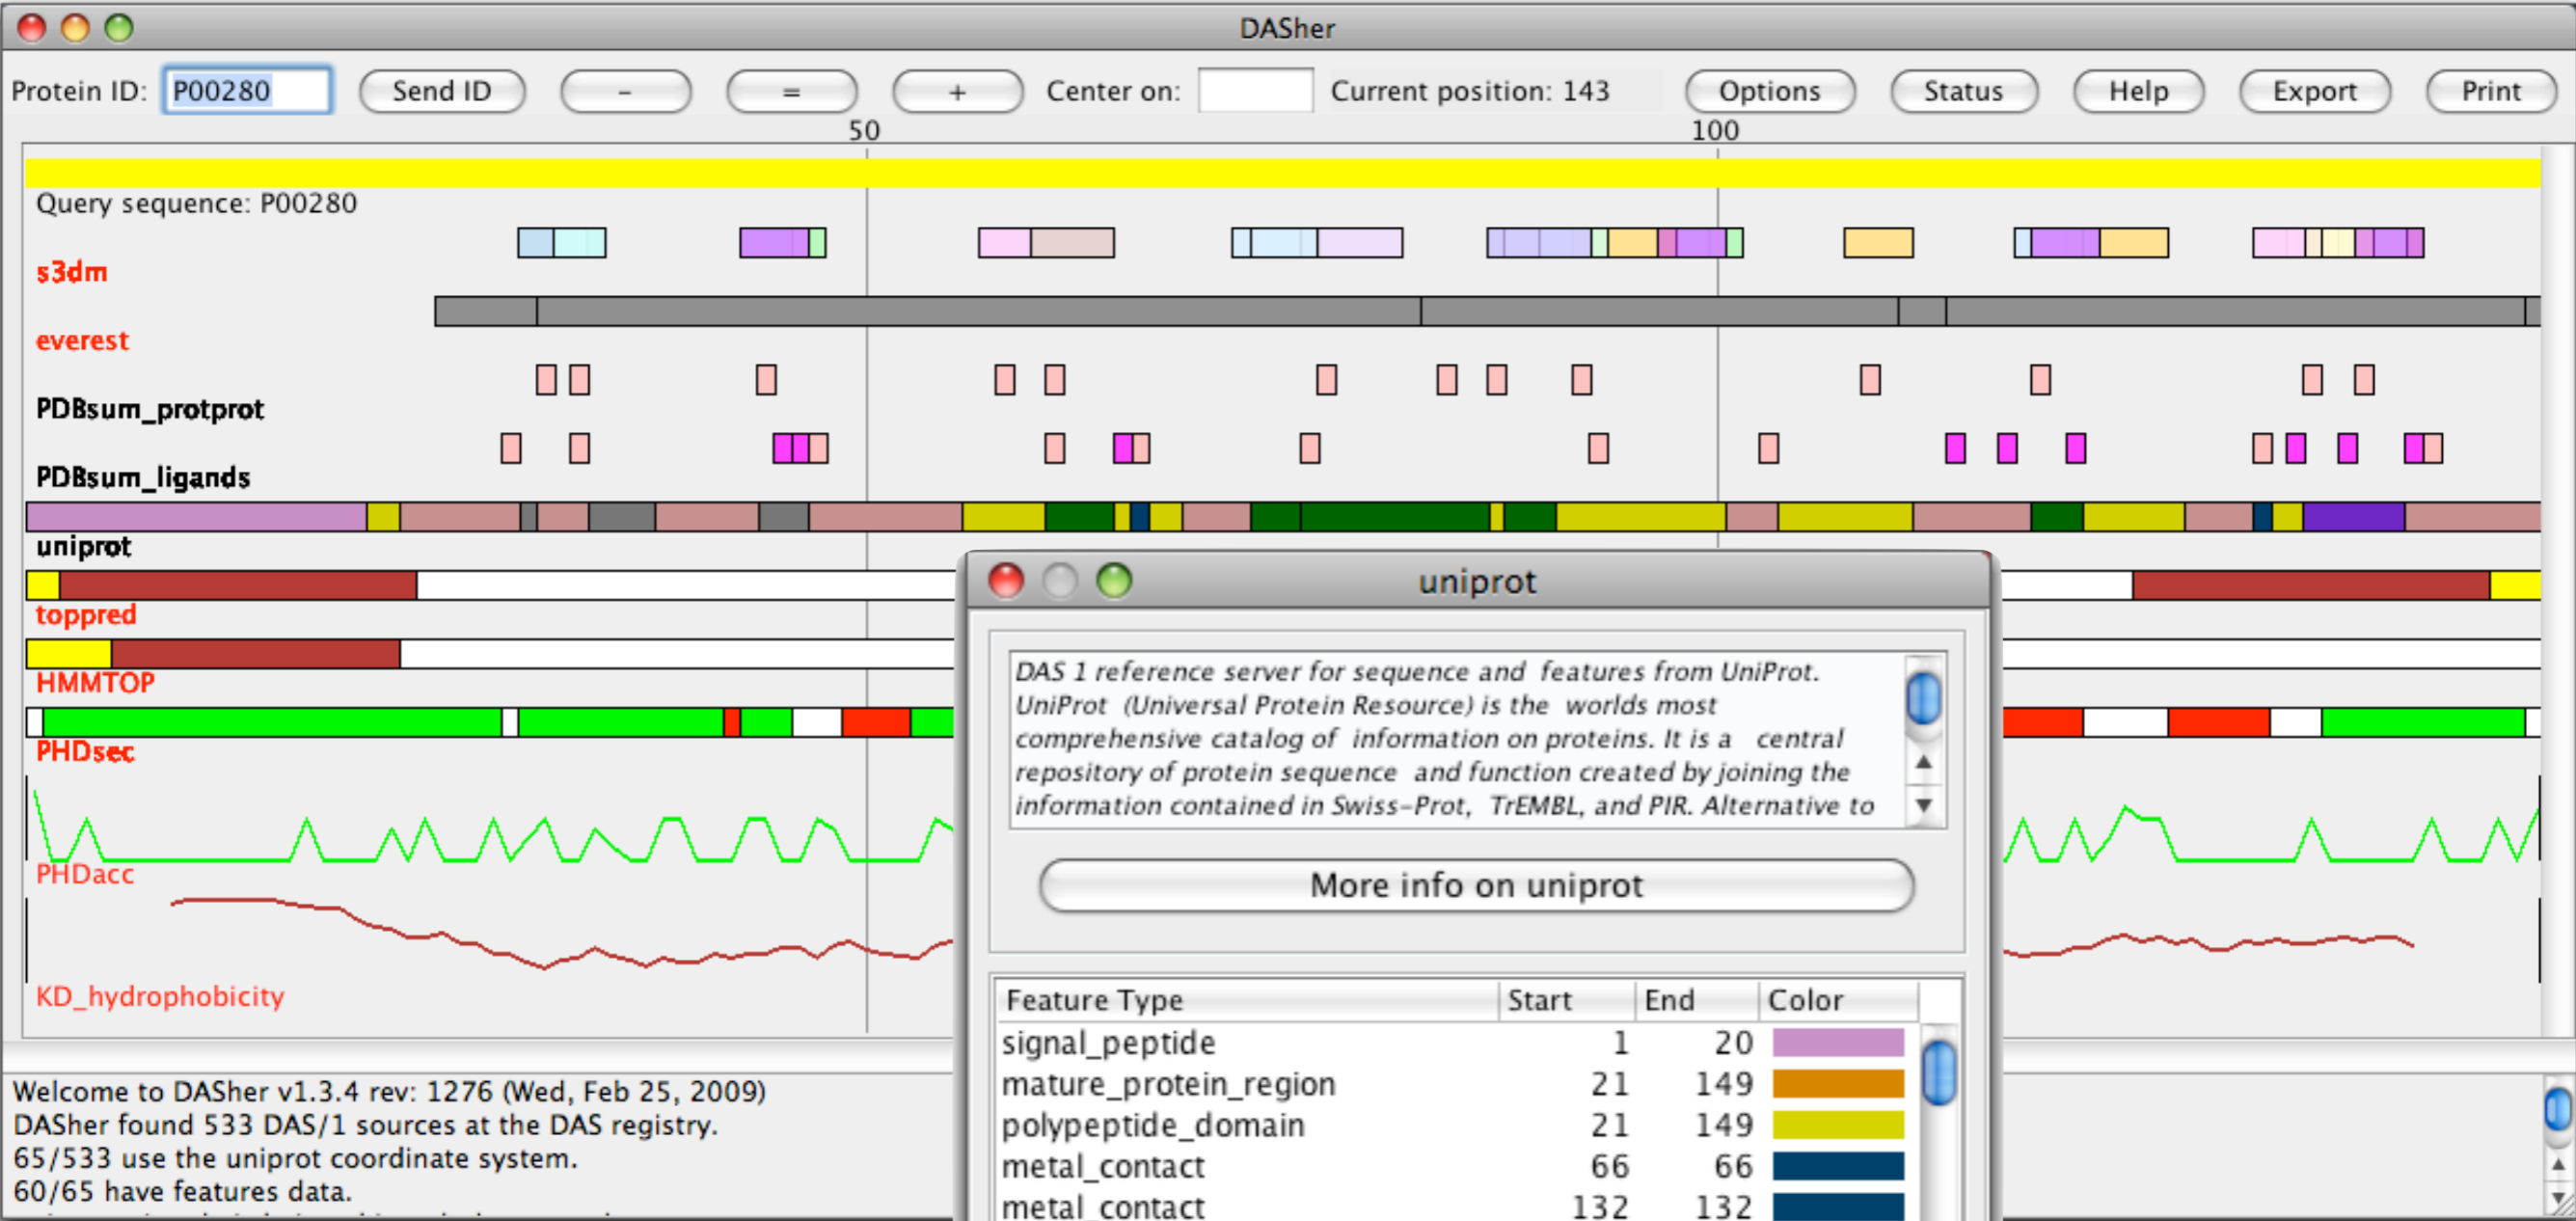 DASher
Protein ID: P00280 Send ID - = + Center on: Current position: 143 Options Status Help Export Print
50 100
Query sequence: P00280
s3dm
everest
PDBsum_protprot
PDBsum_ligands
uniprot
toppred
HMMTOP
PHDsec
PHDacc
KD_hydrophobicity
Welcome to DASher v1.3.4 rev: 1276 (Wed, Feb 25, 2009)
DASher found 533 DAS/1 sources at the DAS registry.
65/533 use the uniprot coordinate system.
60/65 have features data.
uniprot
DAS 1 reference server for sequence and features from UniProt.
UniProt (Universal Protein Resource) is the worlds most
comprehensive catalog of information on proteins. It is a central
repository of protein sequence and function created by joining the
information contained in Swiss-Prot, TrEMBL, and PIR. Alternative to
More info on uniprot
Feature Type Start End Color
signal_peptide 1 20
mature_protein_region 21 149
polypeptide_domain 21 149
metal_contact 66 66
metal_contact 132 132